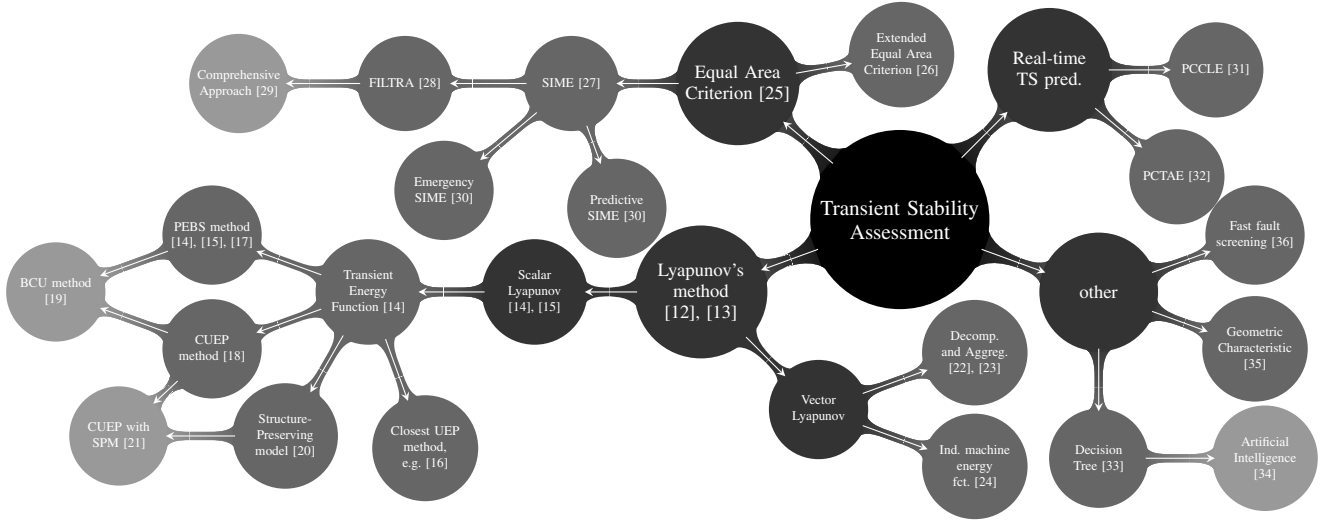 Transient Stability
Assessment
Equal Area
Criterion [25]
Extended
Equal Area
Criterion [26]
SIME [27]
FILTRA [28]
Comprehensive
Approach [29]
Emergency
SIME [30]
Predictive
SIME [30]
Real-time
TS pred.
PCCLE [31]
PCTAE [32]
other
Fast fault
screening [36]
Geometric
Characteristic
[35]
Decision
Tree [33]
Artificial
Intelligence
[34]
Lyapunov's
method
[12], [13]
Scalar
Lyapunov
[14], [15]
Transient
Energy
Function [14]
PEBS method
[14], [15], [17]
BCU method
[19]
CUEP
method [18]
CUEP with
SPM [21]
Structure-
Preserving
model [20]
Closest UEP
method,
e.g. [16]
Vector
Lyapunov
Decomp.
and Aggreg.
[22], [23]
Ind. machine
energy
fct. [24]